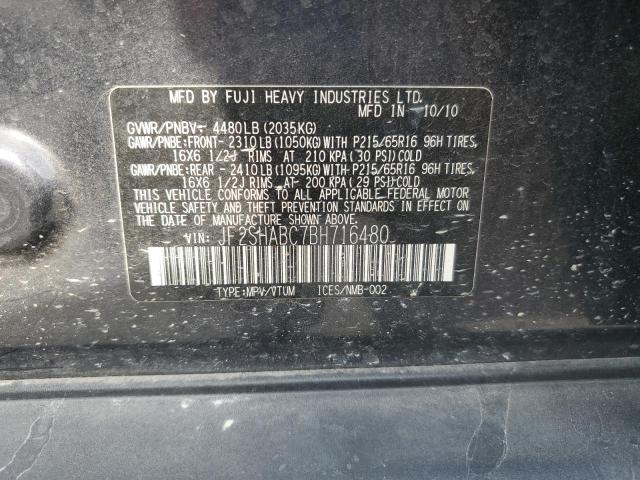 MFD BY FUJI HEAVY INDUSTRIES LTD.
MFD IN 10/10
GVWR/PNBV- 4480LB (2035KG)
GAWR/PNBE:FRONT- 2310LB(1050KG)WITH P215/65R16 96H TIRES,
16X6 1/2J RIMS AT 210 KPA(30 PSI)COLD
GAWR/PNBE:REAR - 2410LB(1095KG)WITH-P215/65R16 96H TIRES,
16X6 1/2J RIMS AT 200 KPA(29 PSI)COLD
THIS VEHICLE CONFORMS TO ALL APPLICABLE FEDERAL MOTOR
VEHICLE SAFETY AND THEFT PREVENTION STANDARDS IN EFFECT
ON THE DATE OF MANUFACTURE SHOWN ABOVE.
VIN: JF2SHABC7BH716480
TYPE:MPV/VTUM ICES/NMB-002